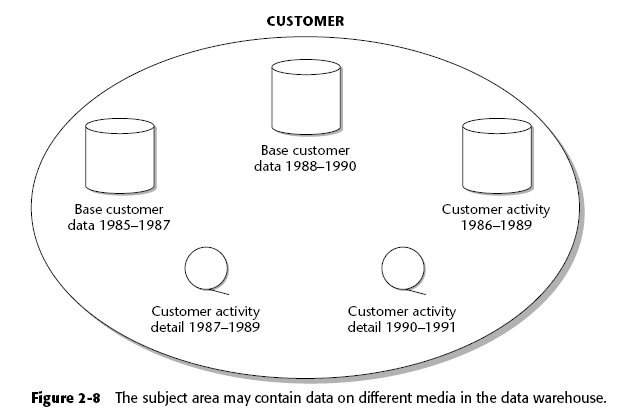 CUSTOMER
Base customer
data 1988–1990
Base customer
data 1985–1987
Customer activity
1986–1989
Customer activity
detail 1987–1989
Customer activity
detail 1990–1991
Figure 2-8 The subject area may contain data on different media in the data warehouse.